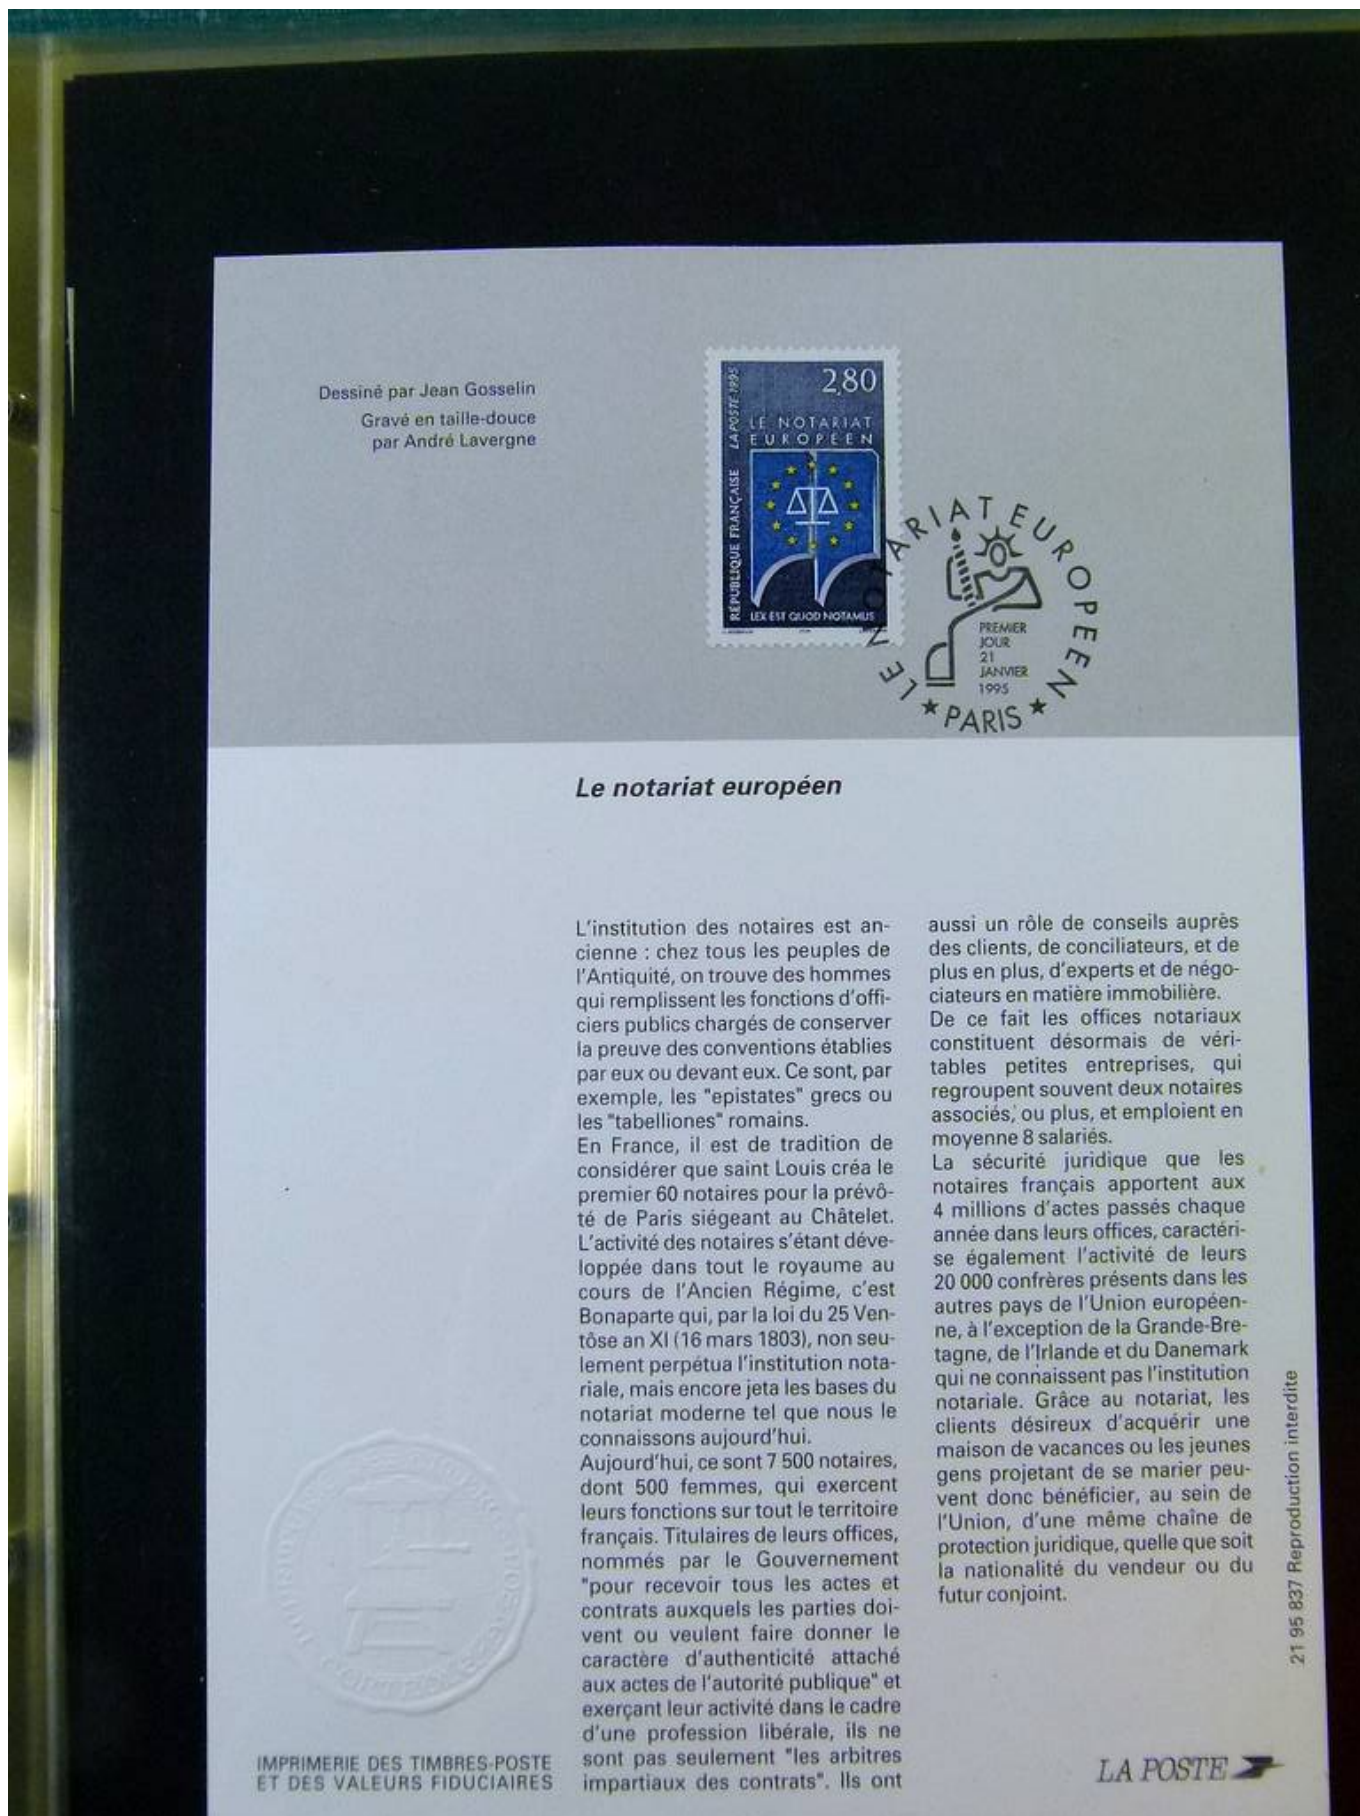 Dessiné par Jean Gosselin
Gravé en taille-douce
par André Lavergne
2,80
LA POSTE 1995
RÉPUBLIQUE FRANÇAISE
LE NOTARIAT
EUROPÉEN
LEX EST QUOD NOTAMUS
LE NOTARIAT EUROPEEN
PREMIER
JOUR
21
JANVIER
1995
★ PARIS ★
Le notariat européen
L'institution des notaires est an-
cienne : chez tous les peuples de
l'Antiquité, on trouve des hommes
qui remplissent les fonctions d'offi-
ciers publics chargés de conserver
la preuve des conventions établies
par eux ou devant eux. Ce sont, par
exemple, les "epistates" grecs ou
les "tabelliones" romains.
En France, il est de tradition de
considérer que saint Louis créa le
premier 60 notaires pour la prévô-
té de Paris siégeant au Châtelet.
L'activité des notaires s'étant déve-
loppée dans tout le royaume au
cours de l'Ancien Régime, c'est
Bonaparte qui, par la loi du 25 Ven-
tôse an XI (16 mars 1803), non seu-
lement perpétua l'institution nota-
riale, mais encore jeta les bases du
notariat moderne tel que nous le
connaissons aujourd'hui.
Aujourd'hui, ce sont 7 500 notaires,
dont 500 femmes, qui exercent
leurs fonctions sur tout le territoire
français. Titulaires de leurs offices,
nommés par le Gouvernement
"pour recevoir tous les actes et
contrats auxquels les parties doi-
vent ou veulent faire donner le
caractère d'authenticité attaché
aux actes de l'autorité publique" et
exerçant leur activité dans le cadre
d'une profession libérale, ils ne
sont pas seulement "les arbitres
impartiaux des contrats". Ils ont
aussi un rôle de conseils auprès
des clients, de conciliateurs, et de
plus en plus, d'experts et de négo-
ciateurs en matière immobilière.
De ce fait les offices notariaux
constituent désormais de véri-
tables petites entreprises, qui
regroupent souvent deux notaires
associés, ou plus, et emploient en
moyenne 8 salariés.
La sécurité juridique que les
notaires français apportent aux
4 millions d'actes passés chaque
année dans leurs offices, caractéri-
se également l'activité de leurs
20 000 confrères présents dans les
autres pays de l'Union européen-
ne, à l'exception de la Grande-Bre-
tagne, de l'Irlande et du Danemark
qui ne connaissent pas l'institution
notariale. Grâce au notariat, les
clients désireux d'acquérir une
maison de vacances ou les jeunes
gens projetant de se marier peu-
vent donc bénéficier, au sein de
l'Union, d'une même chaîne de
protection juridique, quelle que soit
la nationalité du vendeur ou du
futur conjoint.
21 95 837 Reproduction interdite
IMPRIMERIE DES TIMBRES-POSTE
ET DES VALEURS FIDUCIAIRES
LA POSTE